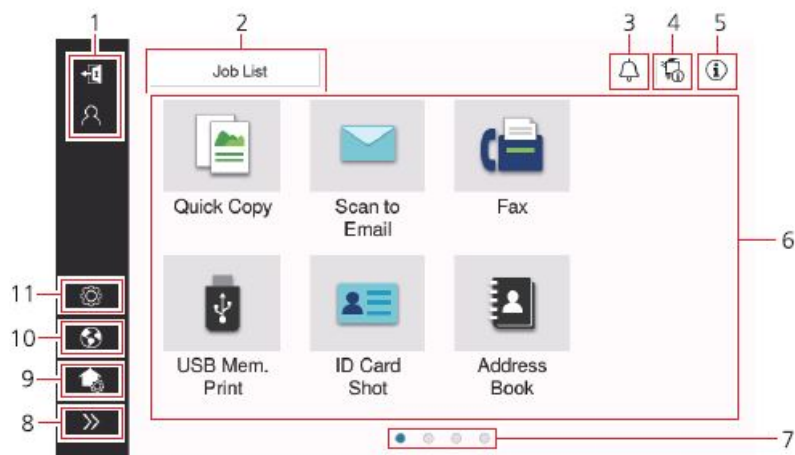 1
2
3
4
5
Job List
Quick Copy
Scan to
Email
Fax
6
11
USB Mem.
Print
ID Card
Shot
Address
Book
10
9
8
7